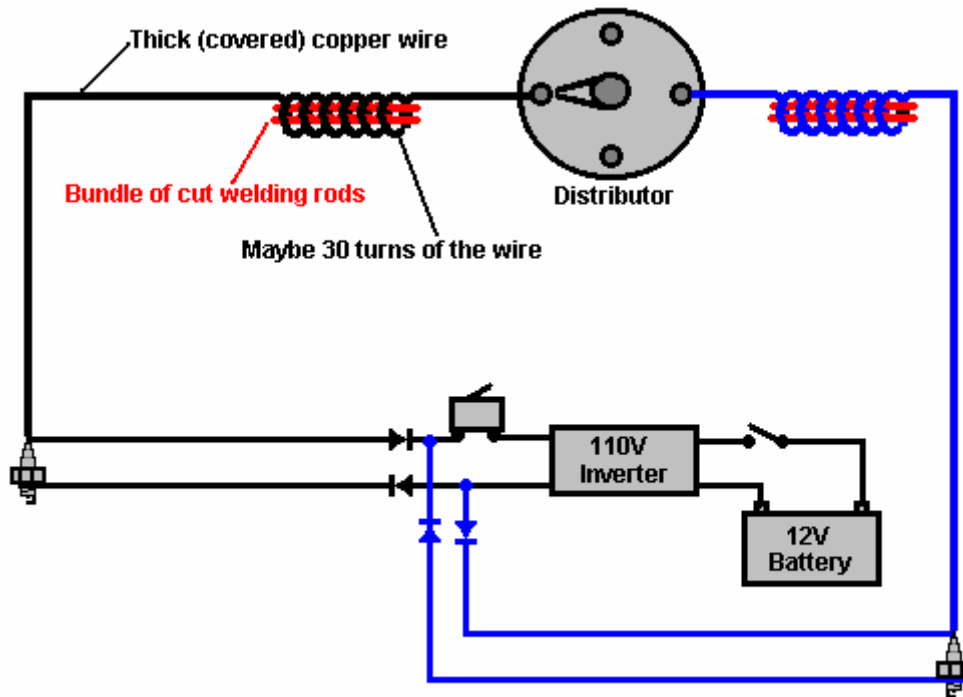 Thick (covered) copper wire
Bundle of cut welding rods
Distributor
Maybe 30 turns of the wire
110V
Inverter
12V
Battery